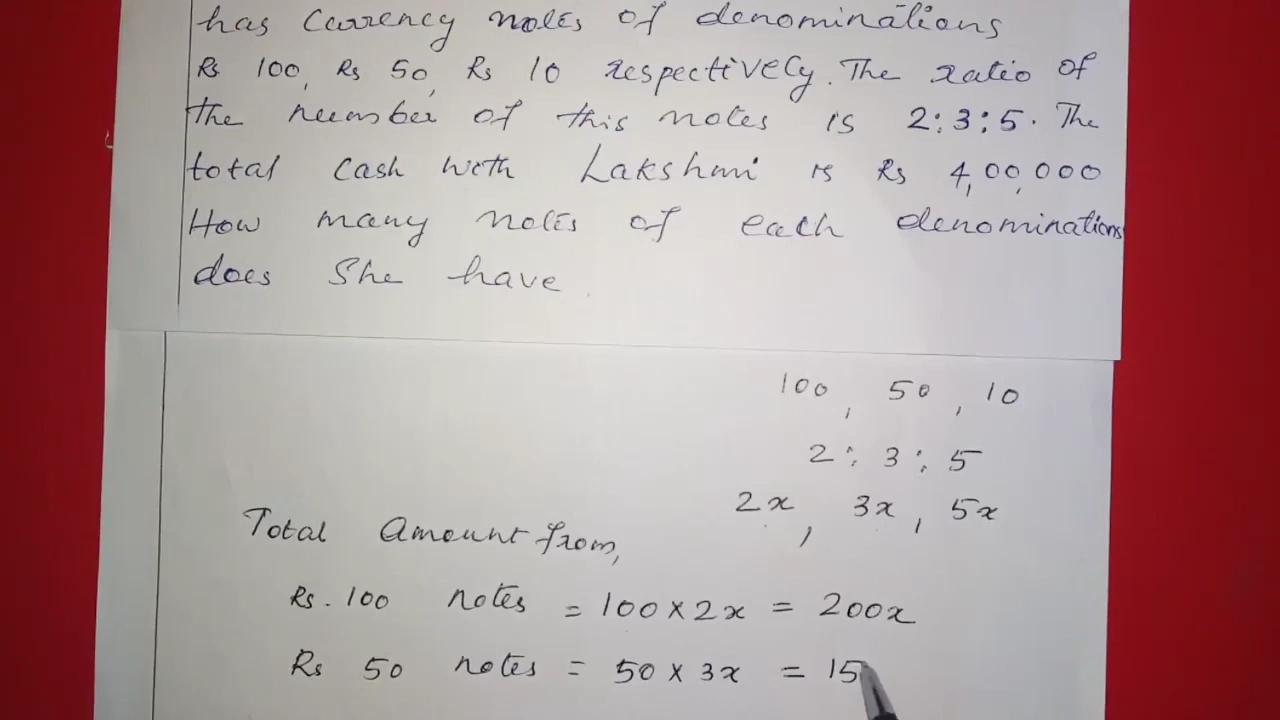 has currency notes of denominations
Rs 100, Rs 50, Rs 10 respectively. The ratio of
the number of this notes is 2:3:5. The
total cash with Lakshmi is Rs 4,00,000
How many notes of each denominations
does She have
100, 50, 10
2:3:5
2x, 3x, 5x
Total Amount from,
Rs. 100 notes = 100 × 2x = 200x
Rs 50 notes = 50 × 3x = 15